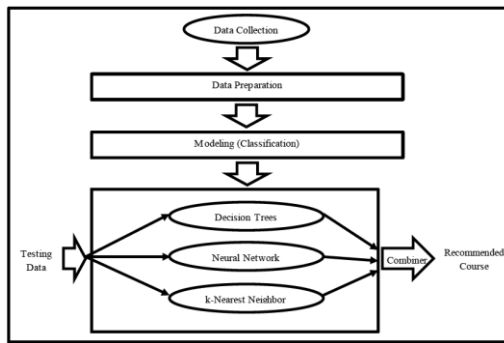 Data Collection
Data Preparation
Modeling (Classification)
Decision Trees
Testing
Data
Neural Network
Combiner
Recommended
Course
k-Nearest Neighbor